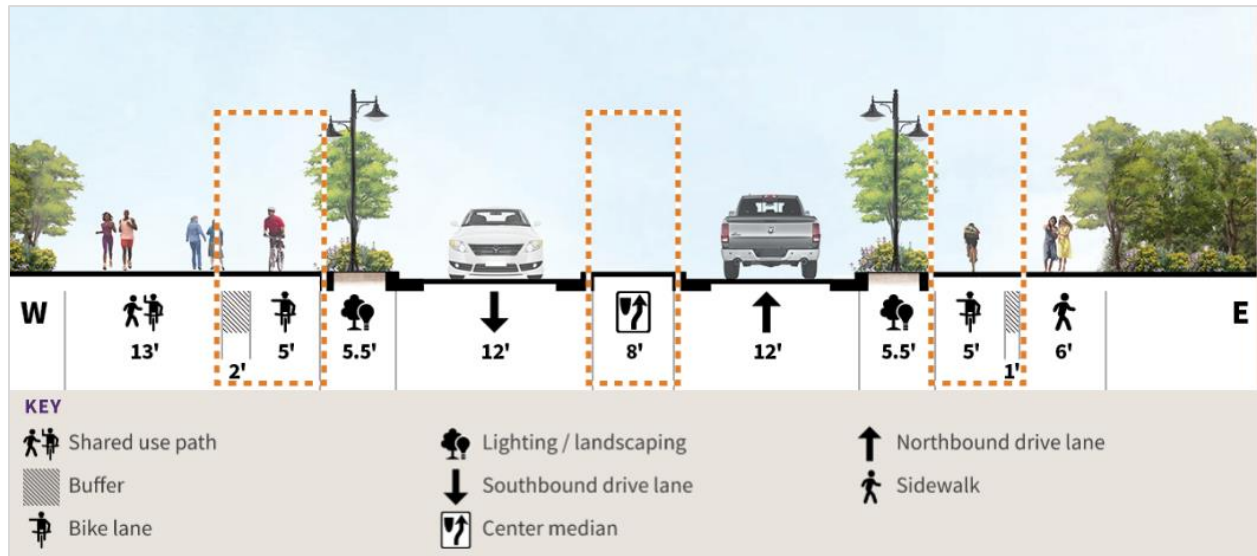 W
E
13'
2'
5'
5.5'
12'
8'
12'
5.5'
5'
1'
6'
KEY
Shared use path
Buffer
Bike lane
Lighting / landscaping
Southbound drive lane
Center median
Northbound drive lane
Sidewalk